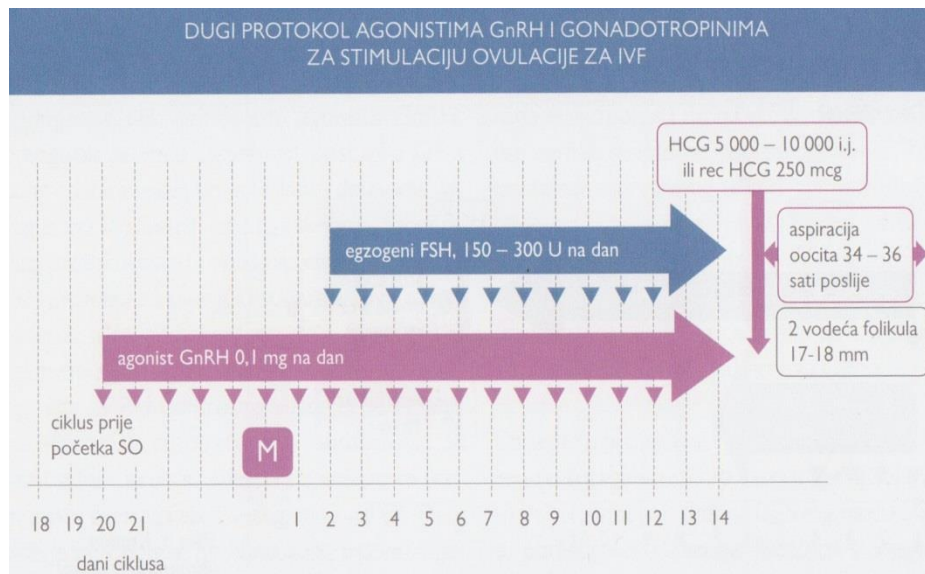 DUGI PROTOKOL AGONISTIMA GnRH I GONADOTROPINIMA
ZA STIMULACIJU OVULACIJE ZA IVF
HCG 5 000 – 10 000 i.j.
ili rec HCG 250 mcg
egzogeni FSH, 150 – 300 U na dan
aspiracija
oocita 34 – 36
sati poslije
2 vodeća folikula
17-18 mm
agonist GnRH 0,1 mg na dan
ciklus prije
početka SO
M
18 19 20 21 1 2 3 4 5 6 7 8 9 10 11 12 13 14
dani ciklusa